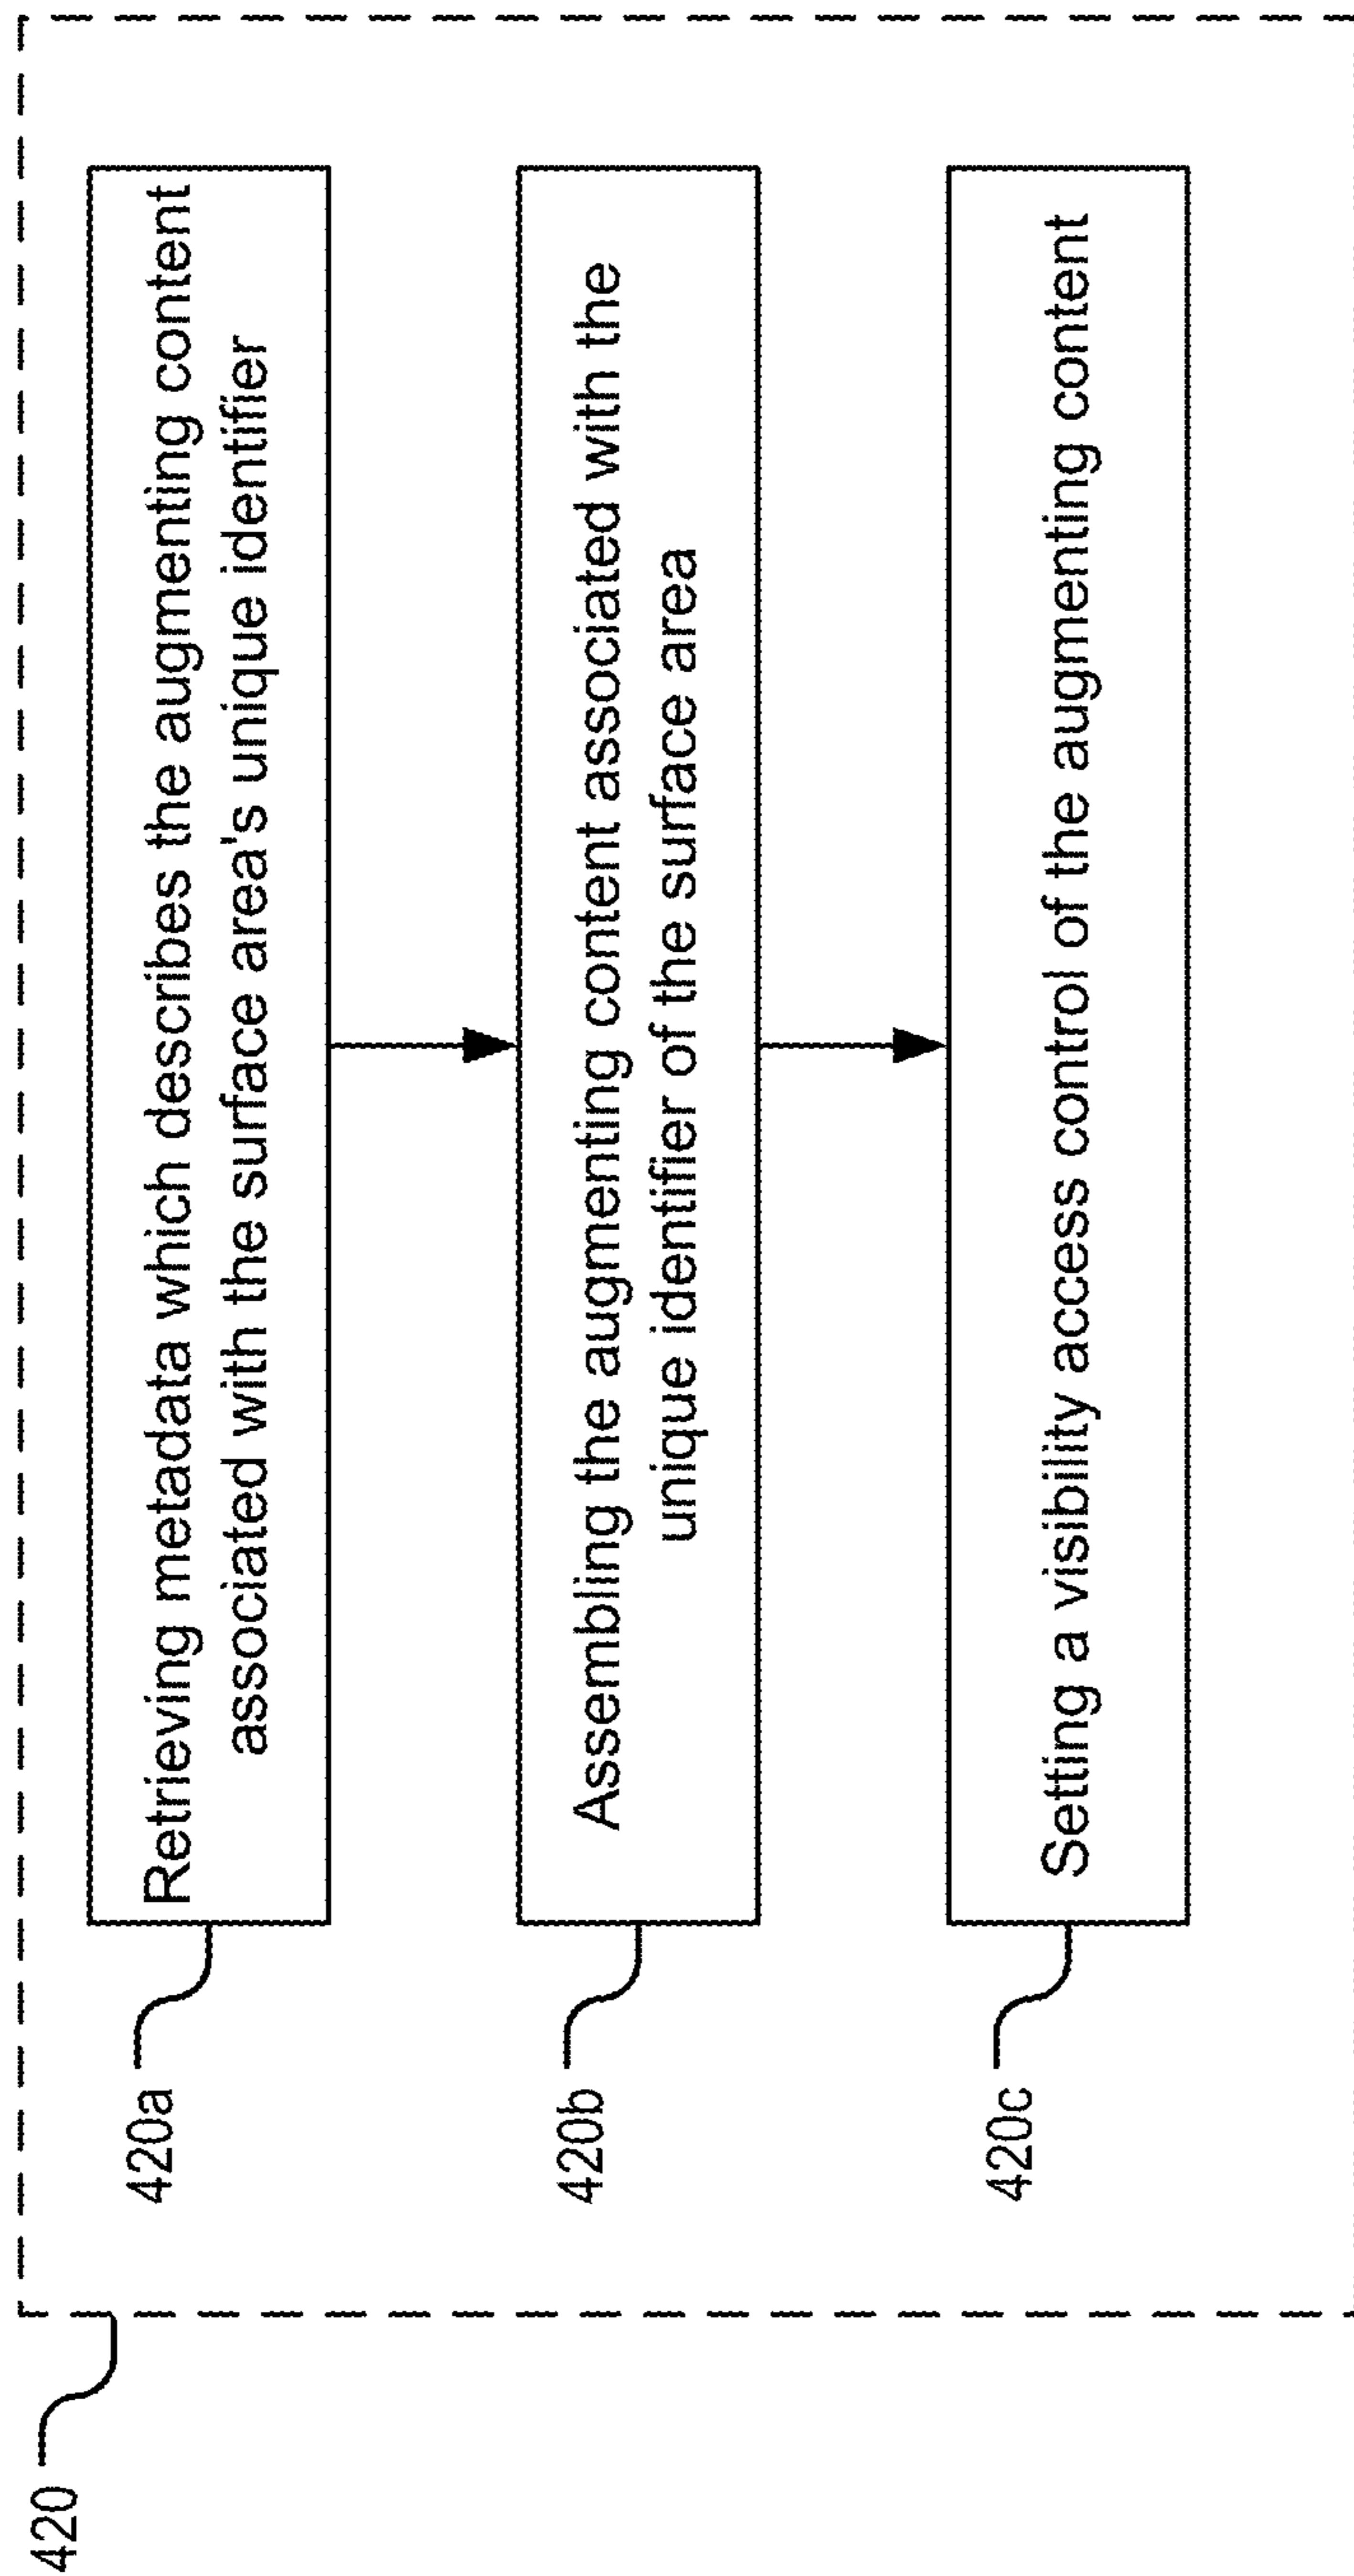 420
420a
Retrieving metadata which describes the augmenting content
associated with the surface area's unique identifier
420b
Assembling the augmenting content associated with the
unique identifier of the surface area
420c
Setting a visibility access control of the augmenting content